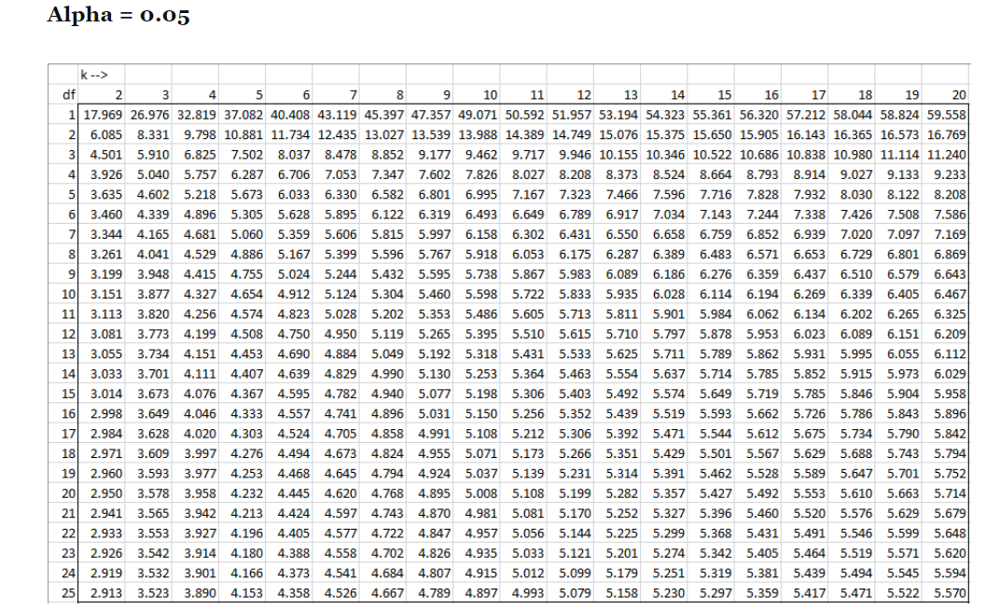 Alpha = 0.05
k -->
df 2 3 4 5 6 7 8 9 10 11 12 13 14 15 16 17 18 19 20
1 17.969 26.976 32.819 37.082 40.408 43.119 45.397 47.357 49.071 50.592 51.957 53.194 54.323 55.361 56.320 57.212 58.044 58.824 59.558
2 6.085 8.331 9.798 10.881 11.734 12.435 13.027 13.539 13.988 14.389 14.749 15.076 15.375 15.650 15.905 16.143 16.365 16.573 16.769
3 4.501 5.910 6.825 7.502 8.037 8.478 8.852 9.177 9.462 9.717 9.946 10.155 10.346 10.522 10.686 10.838 10.980 11.114 11.240
4 3.926 5.040 5.757 6.287 6.706 7.053 7.347 7.602 7.826 8.027 8.208 8.373 8.524 8.664 8.793 8.914 9.027 9.133 9.233
5 3.635 4.602 5.218 5.673 6.033 6.330 6.582 6.801 6.995 7.167 7.323 7.466 7.596 7.716 7.828 7.932 8.030 8.122 8.208
6 3.460 4.339 4.896 5.305 5.628 5.895 6.122 6.319 6.493 6.649 6.789 6.917 7.034 7.143 7.244 7.338 7.426 7.508 7.586
7 3.344 4.165 4.681 5.060 5.359 5.606 5.815 5.997 6.158 6.302 6.431 6.550 6.658 6.759 6.852 6.939 7.020 7.097 7.169
8 3.261 4.041 4.529 4.886 5.167 5.399 5.596 5.767 5.918 6.053 6.175 6.287 6.389 6.483 6.571 6.653 6.729 6.801 6.869
9 3.199 3.948 4.415 4.755 5.024 5.244 5.432 5.595 5.738 5.867 5.983 6.089 6.186 6.276 6.359 6.437 6.510 6.579 6.643
10 3.151 3.877 4.327 4.654 4.912 5.124 5.304 5.460 5.598 5.722 5.833 5.935 6.028 6.114 6.194 6.269 6.339 6.405 6.467
11 3.113 3.820 4.256 4.574 4.823 5.028 5.202 5.353 5.486 5.605 5.713 5.811 5.901 5.984 6.062 6.134 6.202 6.265 6.325
12 3.081 3.773 4.199 4.508 4.750 4.950 5.119 5.265 5.395 5.510 5.615 5.710 5.797 5.878 5.953 6.023 6.089 6.151 6.209
13 3.055 3.734 4.151 4.453 4.690 4.884 5.049 5.192 5.318 5.431 5.533 5.625 5.711 5.789 5.862 5.931 5.995 6.055 6.112
14 3.033 3.701 4.111 4.407 4.639 4.829 4.990 5.130 5.253 5.364 5.463 5.554 5.637 5.714 5.785 5.852 5.915 5.973 6.029
15 3.014 3.673 4.076 4.367 4.595 4.782 4.940 5.077 5.198 5.306 5.403 5.492 5.574 5.649 5.719 5.785 5.846 5.904 5.958
16 2.998 3.649 4.046 4.333 4.557 4.741 4.896 5.031 5.150 5.256 5.352 5.439 5.519 5.593 5.662 5.726 5.786 5.843 5.896
17 2.984 3.628 4.020 4.303 4.524 4.705 4.858 4.991 5.108 5.212 5.306 5.392 5.471 5.544 5.612 5.675 5.734 5.790 5.842
18 2.971 3.609 3.997 4.276 4.494 4.673 4.824 4.955 5.071 5.173 5.266 5.351 5.429 5.501 5.567 5.629 5.688 5.743 5.794
19 2.960 3.593 3.977 4.253 4.468 4.645 4.794 4.924 5.037 5.139 5.231 5.314 5.391 5.462 5.528 5.589 5.647 5.701 5.752
20 2.950 3.578 3.958 4.232 4.445 4.620 4.768 4.895 5.008 5.108 5.199 5.282 5.357 5.427 5.492 5.553 5.610 5.663 5.714
21 2.941 3.565 3.942 4.213 4.424 4.597 4.743 4.870 4.981 5.081 5.170 5.252 5.327 5.396 5.460 5.520 5.576 5.629 5.679
22 2.933 3.553 3.927 4.196 4.405 4.577 4.722 4.847 4.957 5.056 5.144 5.225 5.299 5.368 5.431 5.491 5.546 5.599 5.648
23 2.926 3.542 3.914 4.180 4.388 4.558 4.702 4.826 4.935 5.033 5.121 5.201 5.274 5.342 5.405 5.464 5.519 5.571 5.620
24 2.919 3.532 3.901 4.166 4.373 4.541 4.684 4.807 4.915 5.012 5.099 5.179 5.251 5.319 5.381 5.439 5.494 5.545 5.594
25 2.913 3.523 3.890 4.153 4.358 4.526 4.667 4.789 4.897 4.993 5.079 5.158 5.230 5.297 5.359 5.417 5.471 5.522 5.570